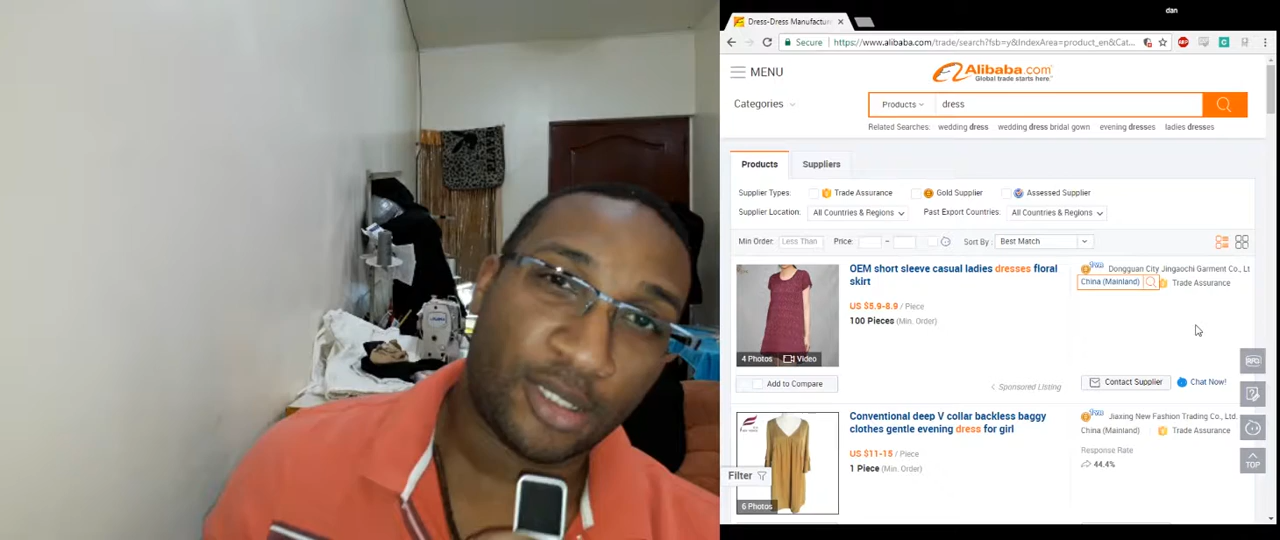 dan
Dress-Dress Manufactur
Secure
https://www.alibaba.com/trade/search?fsb=y&IndexArea=product_en&Cat...
MENU
Alibaba.com
Global trade starts here.
Categories
Products
dress
Related Searches: wedding dress wedding dress bridal gown evening dresses ladies dresses
Products Suppliers
Supplier Types: Trade Assurance Gold Supplier Assessed Supplier
Supplier Location: All Countries & Regions Past Export Countries: All Countries & Regions
Min Order: Less Than Price: - Sort By: Best Match
OEM short sleeve casual ladies dresses floral
skirt
US $5.9-8.9 / Piece
100 Pieces (Min. Order)
Dongguan City Jingaochi Garment Co., Lt
China (Mainland) Trade Assurance
4 Photos Video
Add to Compare
Sponsored Listing
Contact Supplier Chat Now!
Conventional deep V collar backless baggy
clothes gentle evening dress for girl
US $11-15 / Piece
1 Piece (Min. Order)
Jiaxing New Fashion Trading Co., Ltd.
China (Mainland) Trade Assurance
Response Rate
44.4%
6 Photos
Filter
RFQ
TOP